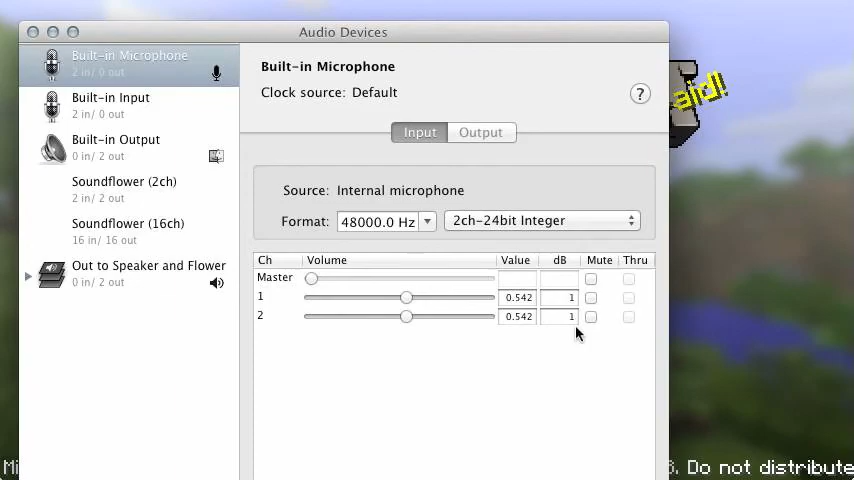 Audio Devices
Built-in Microphone
2 in/ 0 out
Built-in Input
2 in/ 0 out
Built-in Output
0 in/ 2 out
Soundflower (2ch)
2 in/ 2 out
Soundflower (16ch)
16 in/ 16 out
Out to Speaker and Flower
0 in/ 2 out
Built-in Microphone
Clock source: Default
?
Input Output
Source: Internal microphone
Format: 48000.0 Hz 2ch-24bit Integer
Ch Volume Value dB Mute Thru
Master
1 0.542 1
2 0.542 1
aid!
Mi
6. Do not distribute